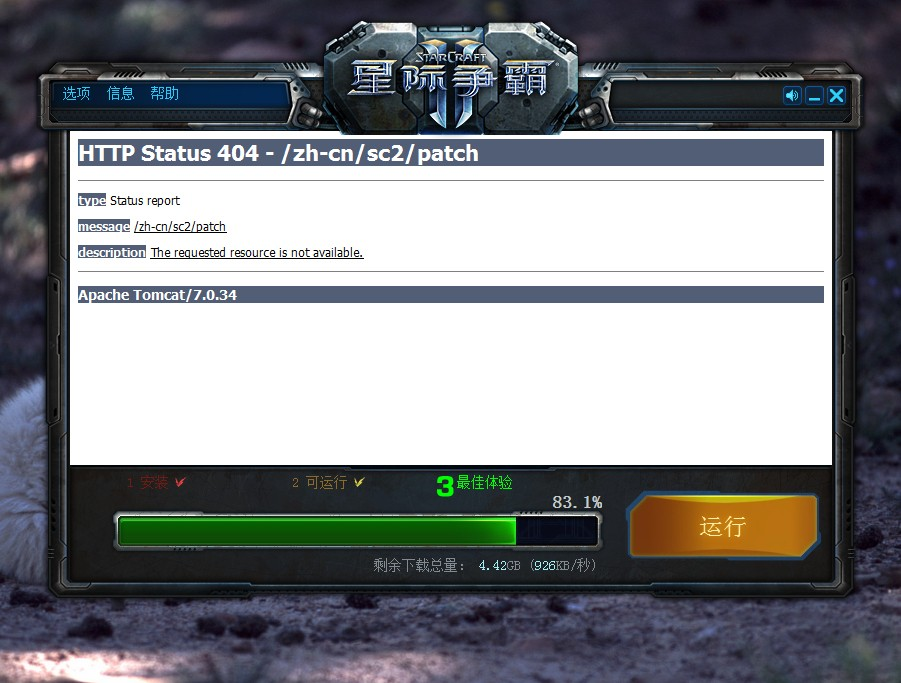 STARCRAFT
星际争霸
II
选项 信息 帮助
HTTP Status 404 - /zh-cn/sc2/patch
type Status report
message /zh-cn/sc2/patch
description The requested resource is not available.
Apache Tomcat/7.0.34
1 安装 2 可运行 3 最佳体验
83.1%
运行
剩余下载总量: 4.42GB (926KB/秒)